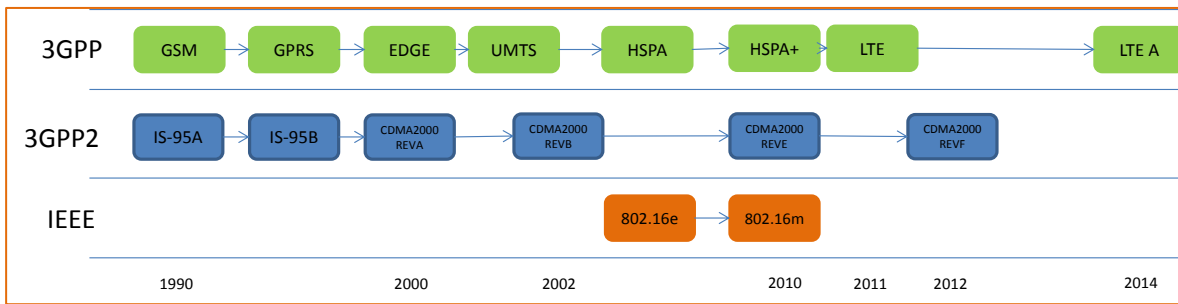 3GPP
GSM
GPRS
EDGE
UMTS
HSPA
HSPA+
LTE
LTE A
3GPP2
IS-95A
IS-95B
CDMA2000
REVA
CDMA2000
REVB
CDMA2000
REVE
CDMA2000
REVF
IEEE
802.16e
802.16m
1990
2000
2002
2010
2011
2012
2014